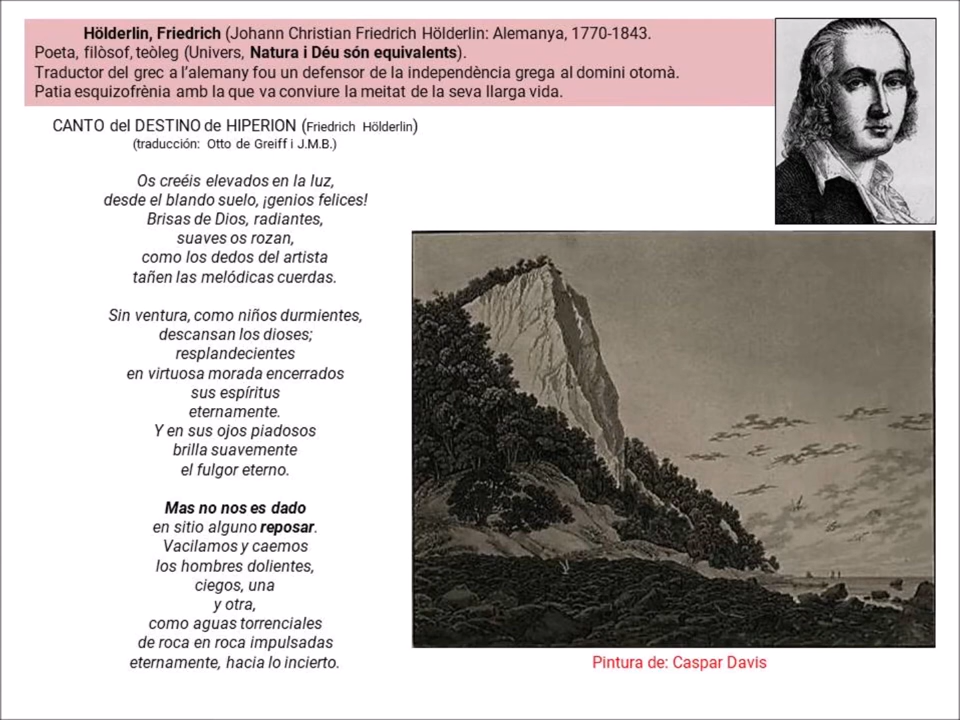 Hölderlin, Friedrich (Johann Christian Friedrich Hölderlin: Alemanya, 1770-1843.
Poeta, filòsof, teòleg (Univers, Natura i Déu són equivalents).
Traductor del grec a l'alemany fou un defensor de la independència grega al domini otomà.
Patia esquizofrènia amb la que va conviure la meitat de la seva llarga vida.
CANTO del DESTINO de HIPERION (Friedrich Hölderlin)
(traducción: Otto de Greiff i J.M.B.)
Os creéis elevados en la luz,
desde el blando suelo, ¡genios felices!
Brisas de Dios, radiantes,
suaves os rozan,
como los dedos del artista
tañen las melódicas cuerdas.
Sin ventura, como niños durmientes,
descansan los dioses;
resplandecientes
en virtuosa morada encerrados
sus espíritus
eternamente.
Y en sus ojos piadosos
brilla suavemente
el fulgor eterno.
Mas no nos es dado
en sitio alguno reposar.
Vacilamos y caemos
los hombres dolientes,
ciegos, una
y otra,
como aguas torrenciales
de roca en roca impulsadas
eternamente, hacia lo incierto.
Pintura de: Caspar Davis